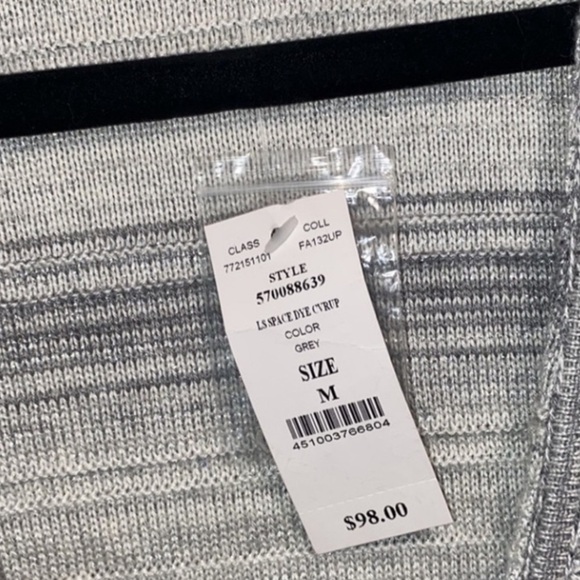 CLASS COLL
772151101 FA132UP
STYLE
570088639
LS SPACE DYE CVRUP
COLOR
GREY
SIZE
M
451003766804
$98.00